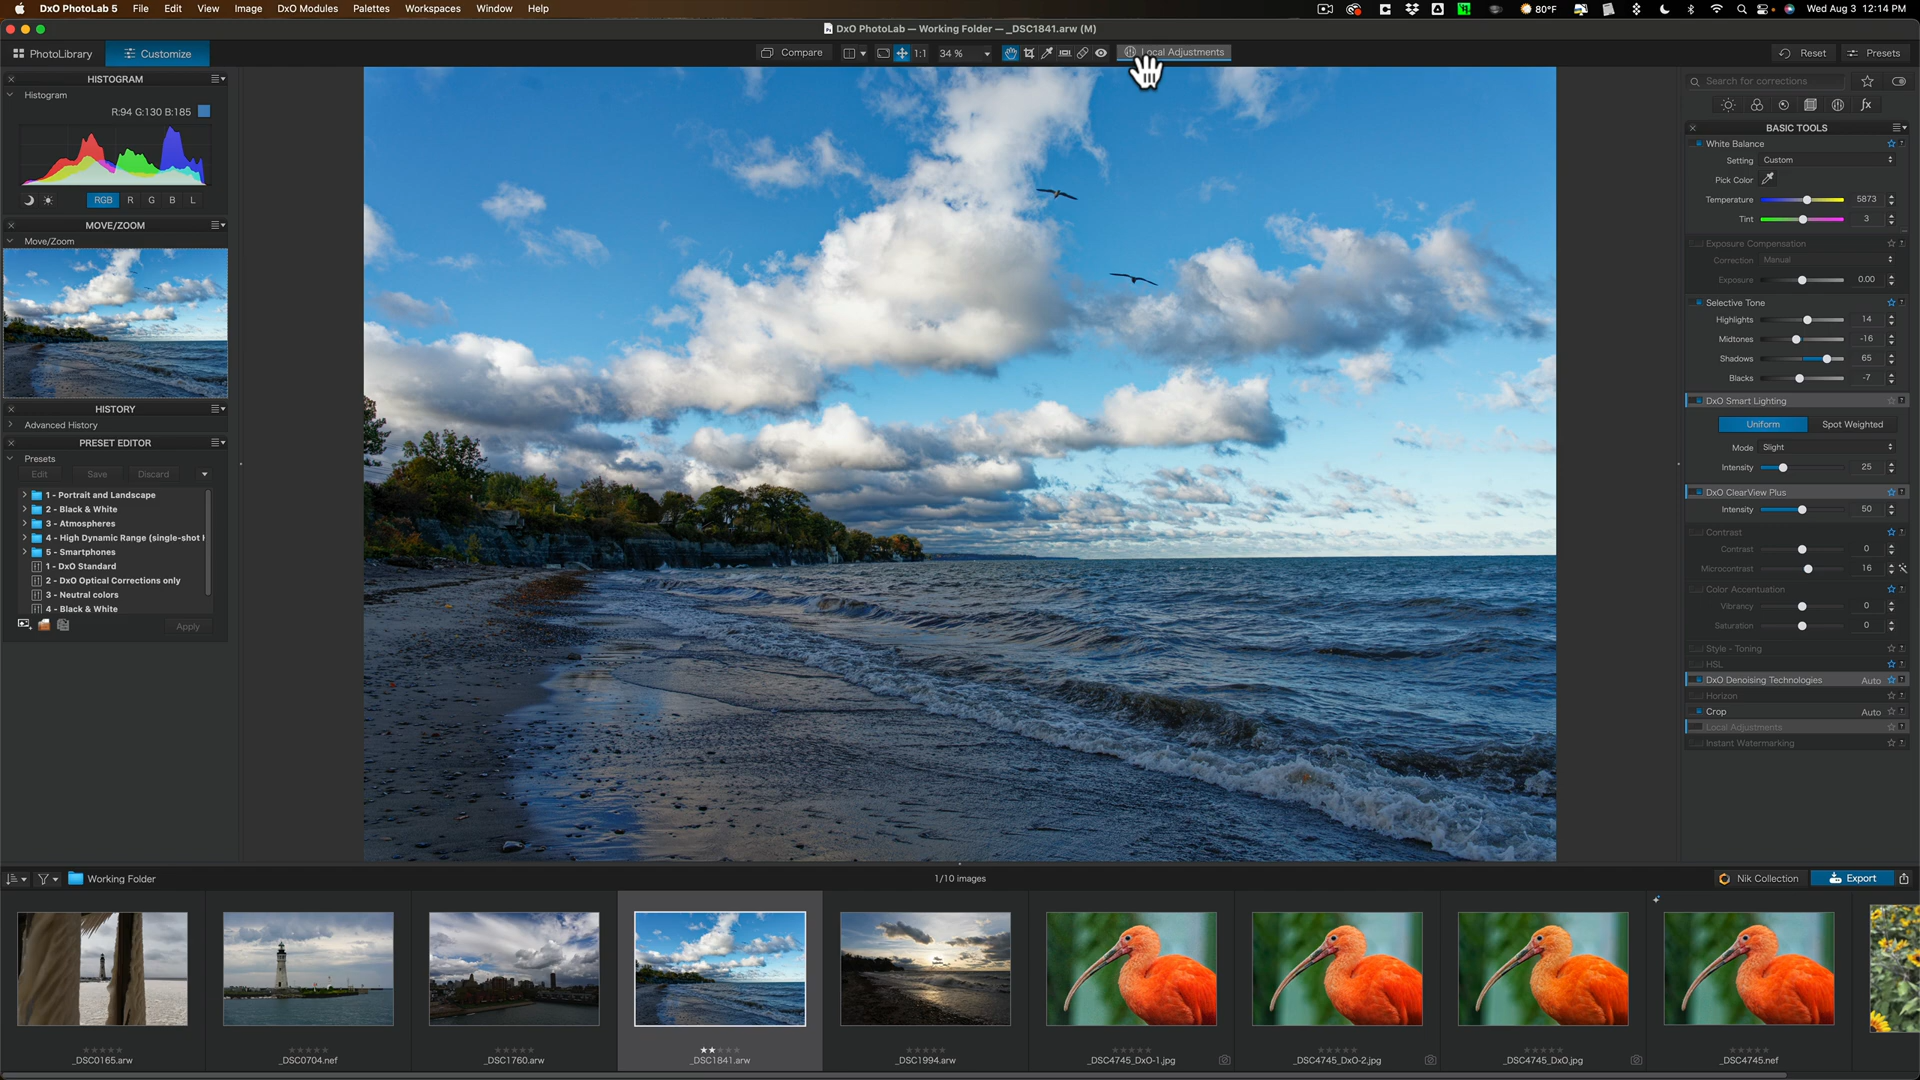 DxO PhotoLab 5 File Edit View Image DxO Modules Palettes Workspaces Window Help 80°F Wed Aug 3 12:14 PM
DxO PhotoLab — Working Folder — _DSC1841.arw (M)
PhotoLibrary Customize Compare 1:1 34 % Local Adjustments Reset Presets
HISTOGRAM
Histogram
R:94 G:130 B:185
RGB R G B L
MOVE/ZOOM
Move/Zoom
HISTORY
Advanced History
PRESET EDITOR
Presets
Edit Save Discard
1 - Portrait and Landscape
2 - Black & White
3 - Atmospheres
4 - High Dynamic Range (single-shot
5 - Smartphones
1 - DxO Standard
2 - DxO Optical Corrections only
3 - Neutral colors
4 - Black & White
Apply
Search for corrections
fx
BASIC TOOLS
White Balance
Setting Custom
Pick Color
Temperature 5873
Tint 3
Exposure Compensation
Correction Manual
Exposure 0.00
Selective Tone
Highlights 14
Midtones -16
Shadows 65
Blacks -7
DxO Smart Lighting
Uniform Spot Weighted
Mode Slight
Intensity 25
DxO ClearView Plus
Intensity 50
Contrast
Contrast 0
Microcontrast 16
Color Accentuation
Vibrancy 0
Saturation 0
Style - Toning
HSL
DxO Denoising Technologies Auto
Horizon
Crop Auto
Local Adjustments
Instant Watermarking
Working Folder 1/10 images Nik Collection Export
_DSC0165.arw _DSC0704.nef _DSC1760.arw _DSC1841.arw _DSC1994.arw _DSC4745_DxO-1.jpg _DSC4745_DxO-2.jpg _DSC4745_DxO.jpg _DSC4745.nef